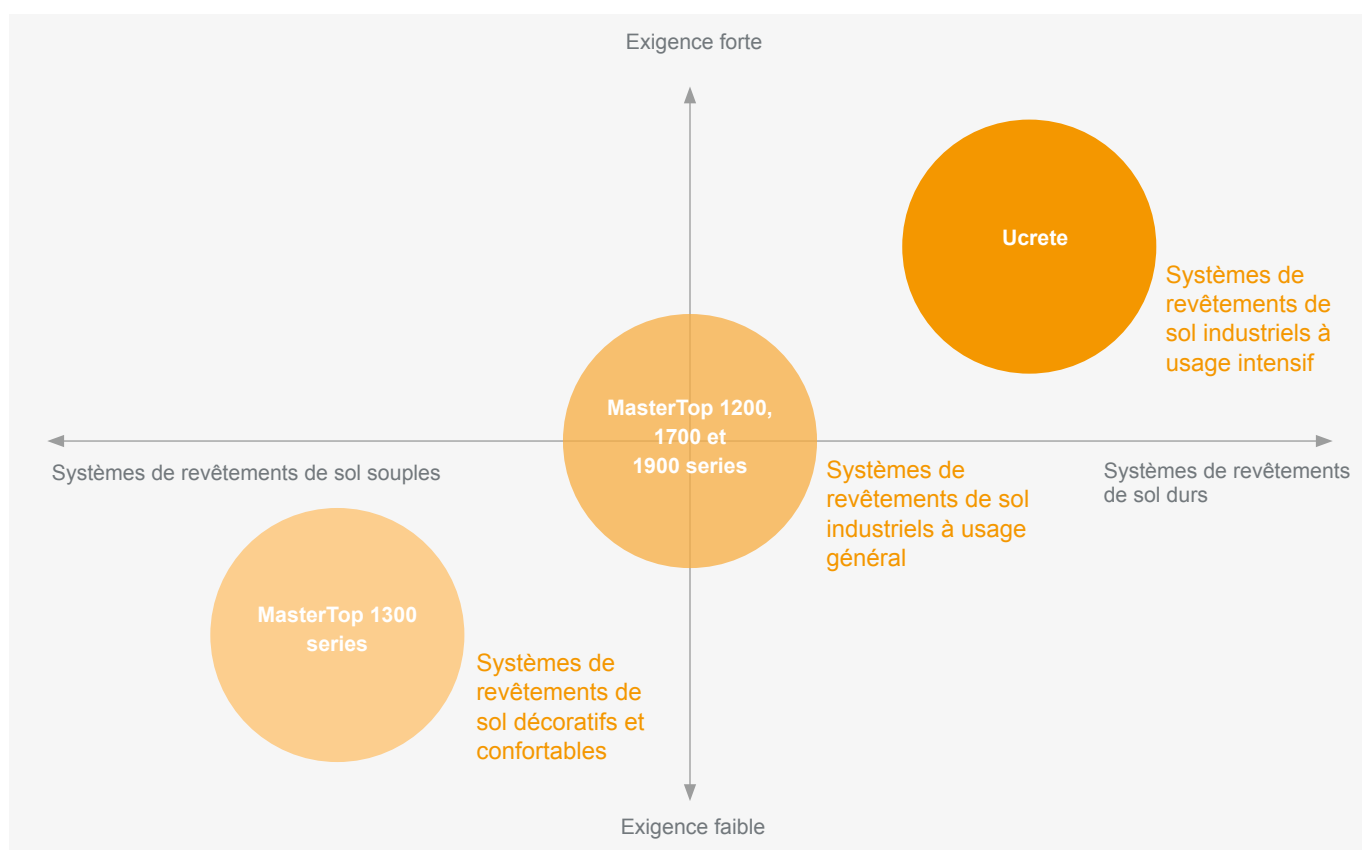 Exigence forte
Ucrete
Systèmes de
revêtements de
sol industriels à
usage intensif
MasterTop 1200,
1700 et
1900 series
Systèmes de revêtements de sol souples
Systèmes de
revêtements de sol
industriels à usage
général
Systèmes de revêtements
de sol durs
MasterTop 1300
series
Systèmes de
revêtements de
sol décoratifs et
confortables
Exigence faible